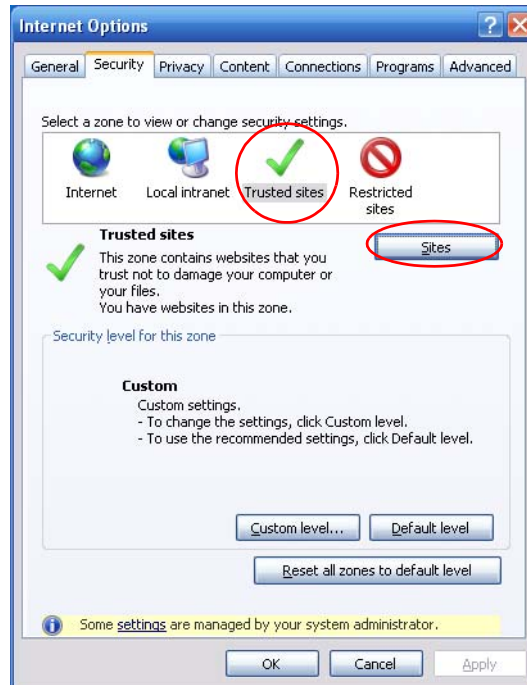 Internet Options
General Security Privacy Content Connections Programs Advanced
Select a zone to view or change security settings.
Internet Local intranet Trusted sites Restricted
sites
Trusted sites
Sites
This zone contains websites that you
trust not to damage your computer or
your files.
You have websites in this zone.
Security level for this zone
Custom
Custom settings.
- To change the settings, click Custom level.
- To use the recommended settings, click Default level.
Custom level... Default level
Reset all zones to default level
Some settings are managed by your system administrator.
OK Cancel Apply